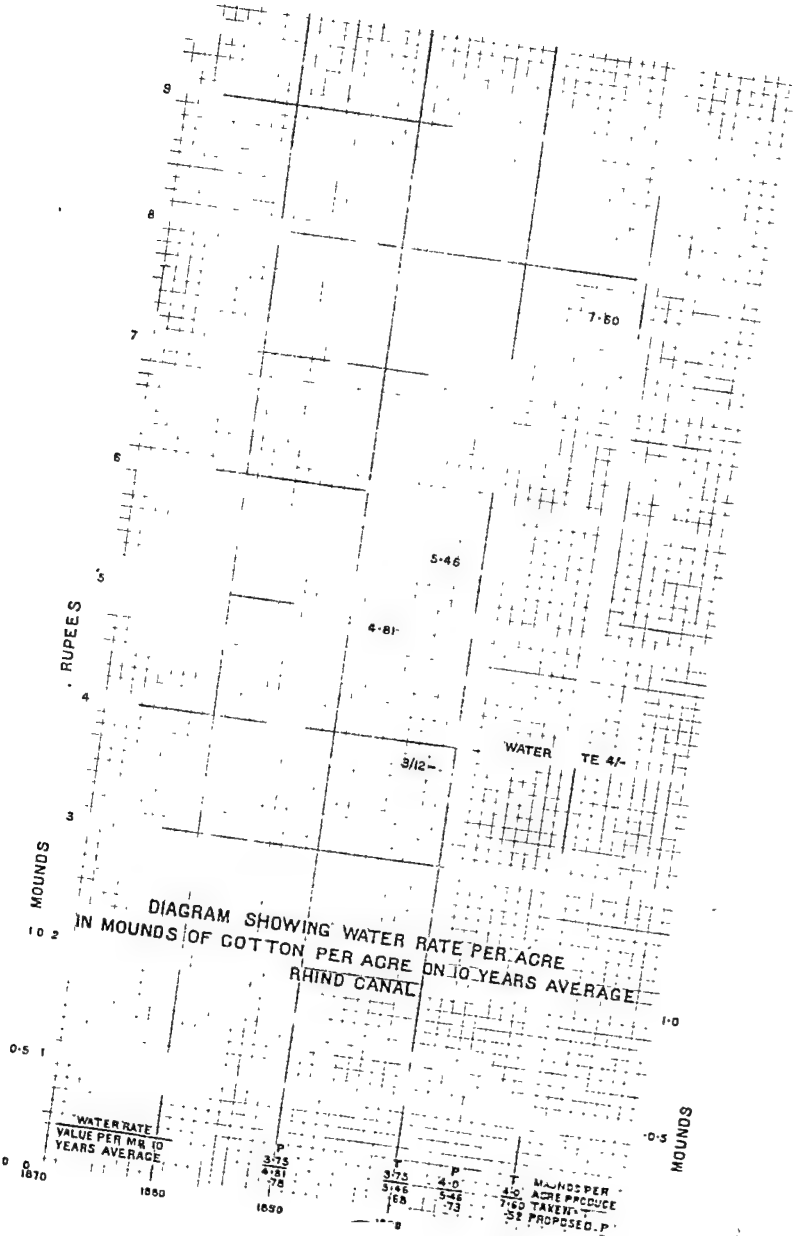 9
8
7·60
7
6
5·46
5
4·81
RUPEES
4
WATER TE 4/-
3/12
3
MOUNDS
DIAGRAM SHOWING WATER RATE PER ACRE
IN MOUNDS OF COTTON PER ACRE ON 10 YEARS AVERAGE
RHIND CANAL
1·0 2
1·0
0·5 1
0·5
MOUNDS
WATER RATE
VALUE PER MR 10
YEARS AVERAGE
P
3·75
4·81
·78
T
3·75
5·46
·68
P
4·0
5·46
·73
T
4·0
7·60
·52
MAUNDS PER
ACRE PRODUCE
TAKEN T
PROPOSED P
0 0
1870
1880
1890